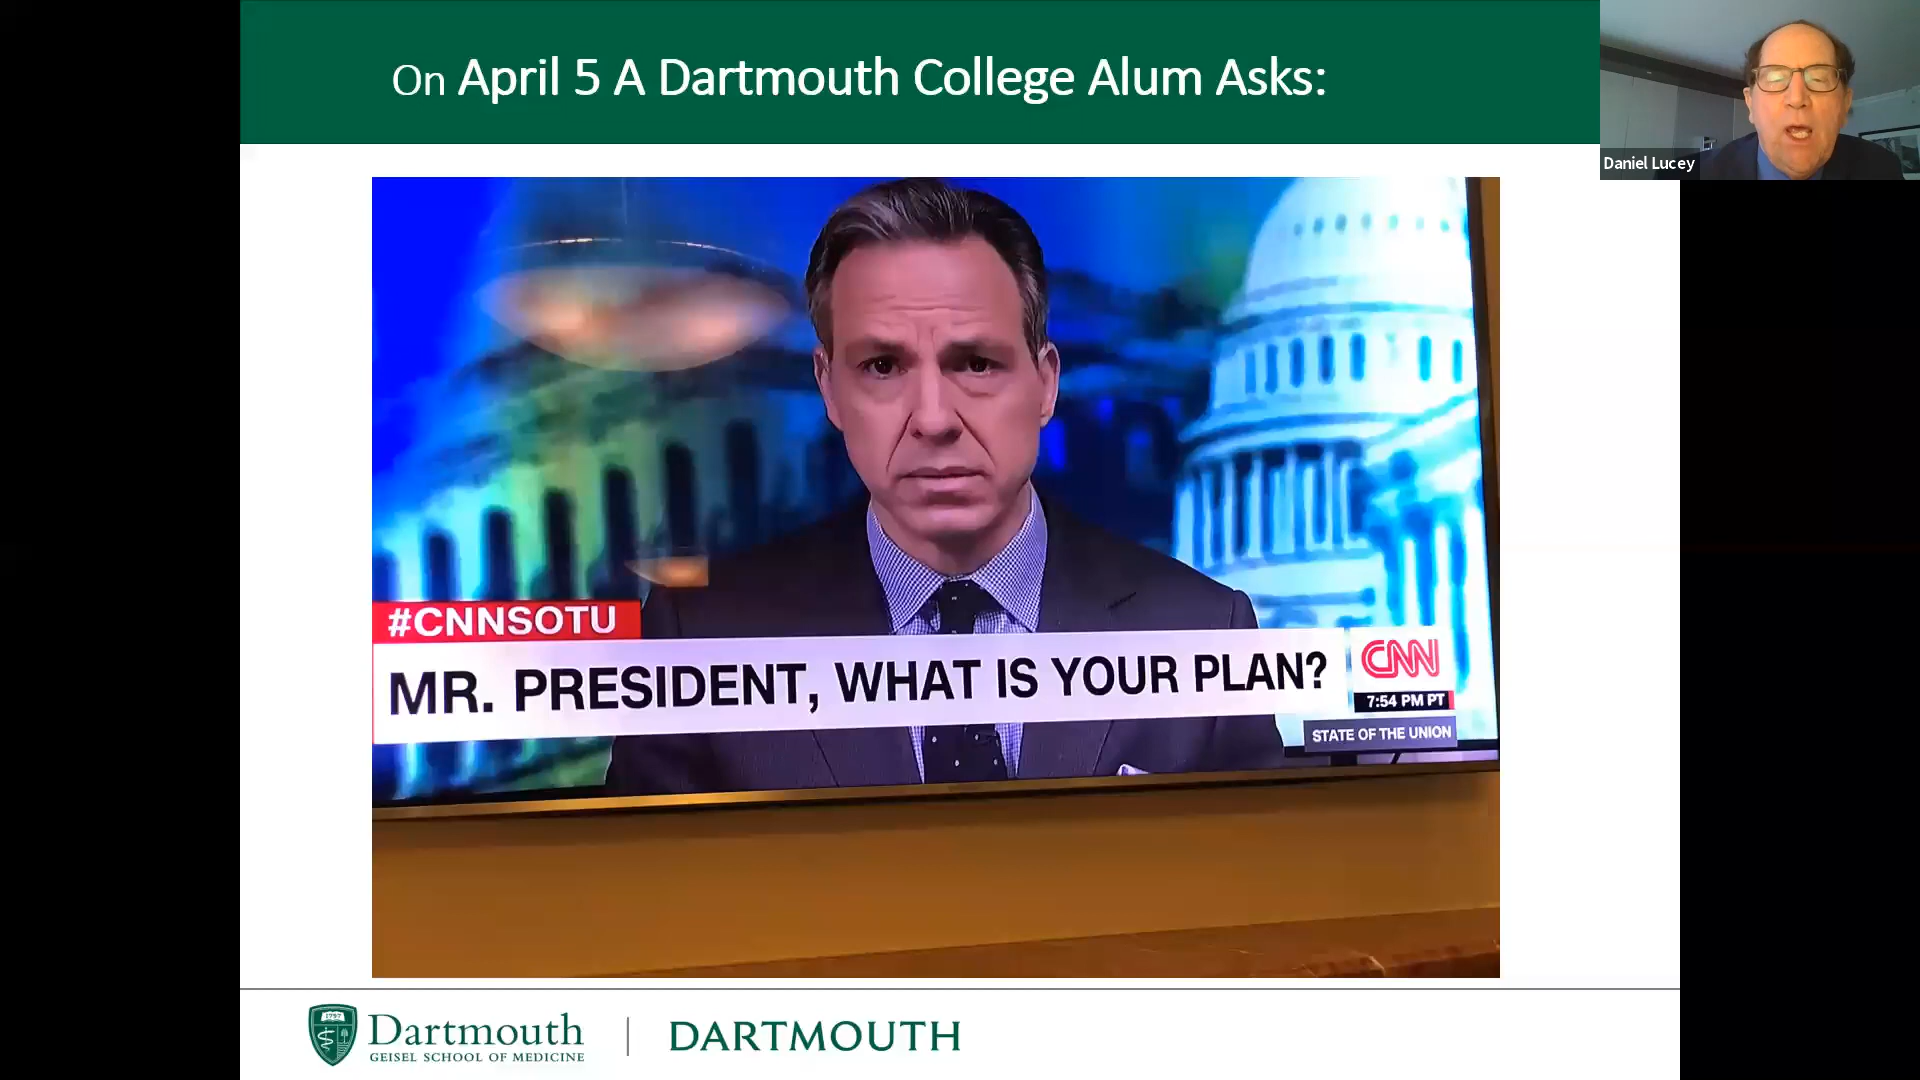 On April 5 A Dartmouth College Alum Asks:
Daniel Lucey
#CNNSOTU
MR. PRESIDENT, WHAT IS YOUR PLAN?
CNN
7:54 PM PT
STATE OF THE UNION
1797
Dartmouth
GEISEL SCHOOL OF MEDICINE
DARTMOUTH